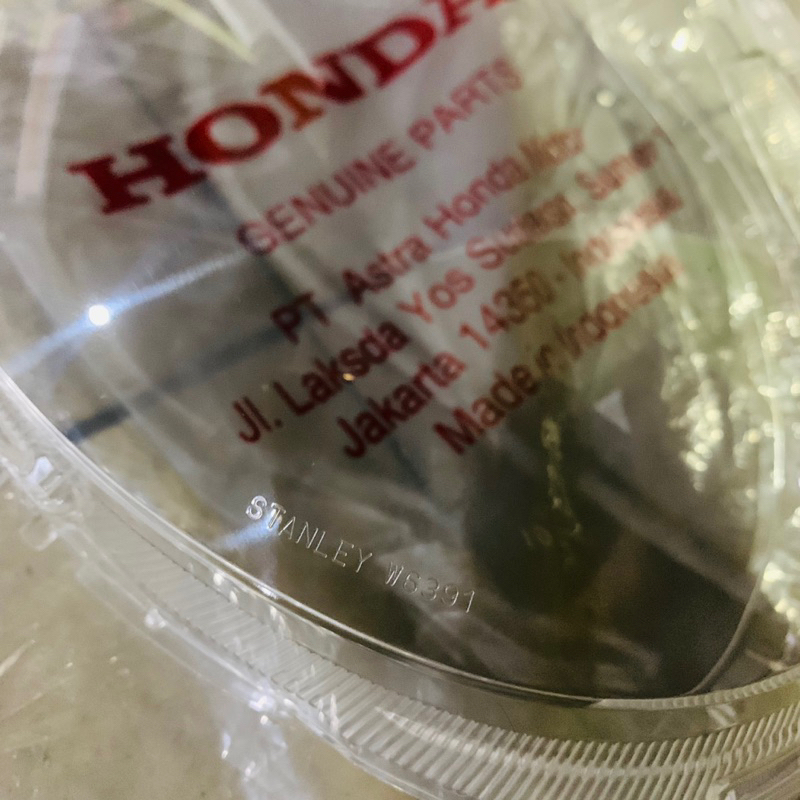 HONDA
GENUINE PARTS
PT Astra Honda Motor
Jl. Laksda Yos Sudarso Sunter 1
Jakarta 14350 - Indonesia
Made in Indonesia
STANLEY W6391